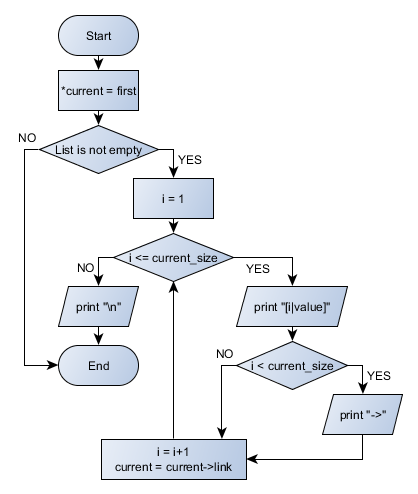 Start
*current = first
List is not empty
NO
YES
i = 1
i <= current_size
NO
YES
print "\n"
print "[i|value]"
End
NO
i < current_size
YES
print "->"
i = i+1
current = current->link